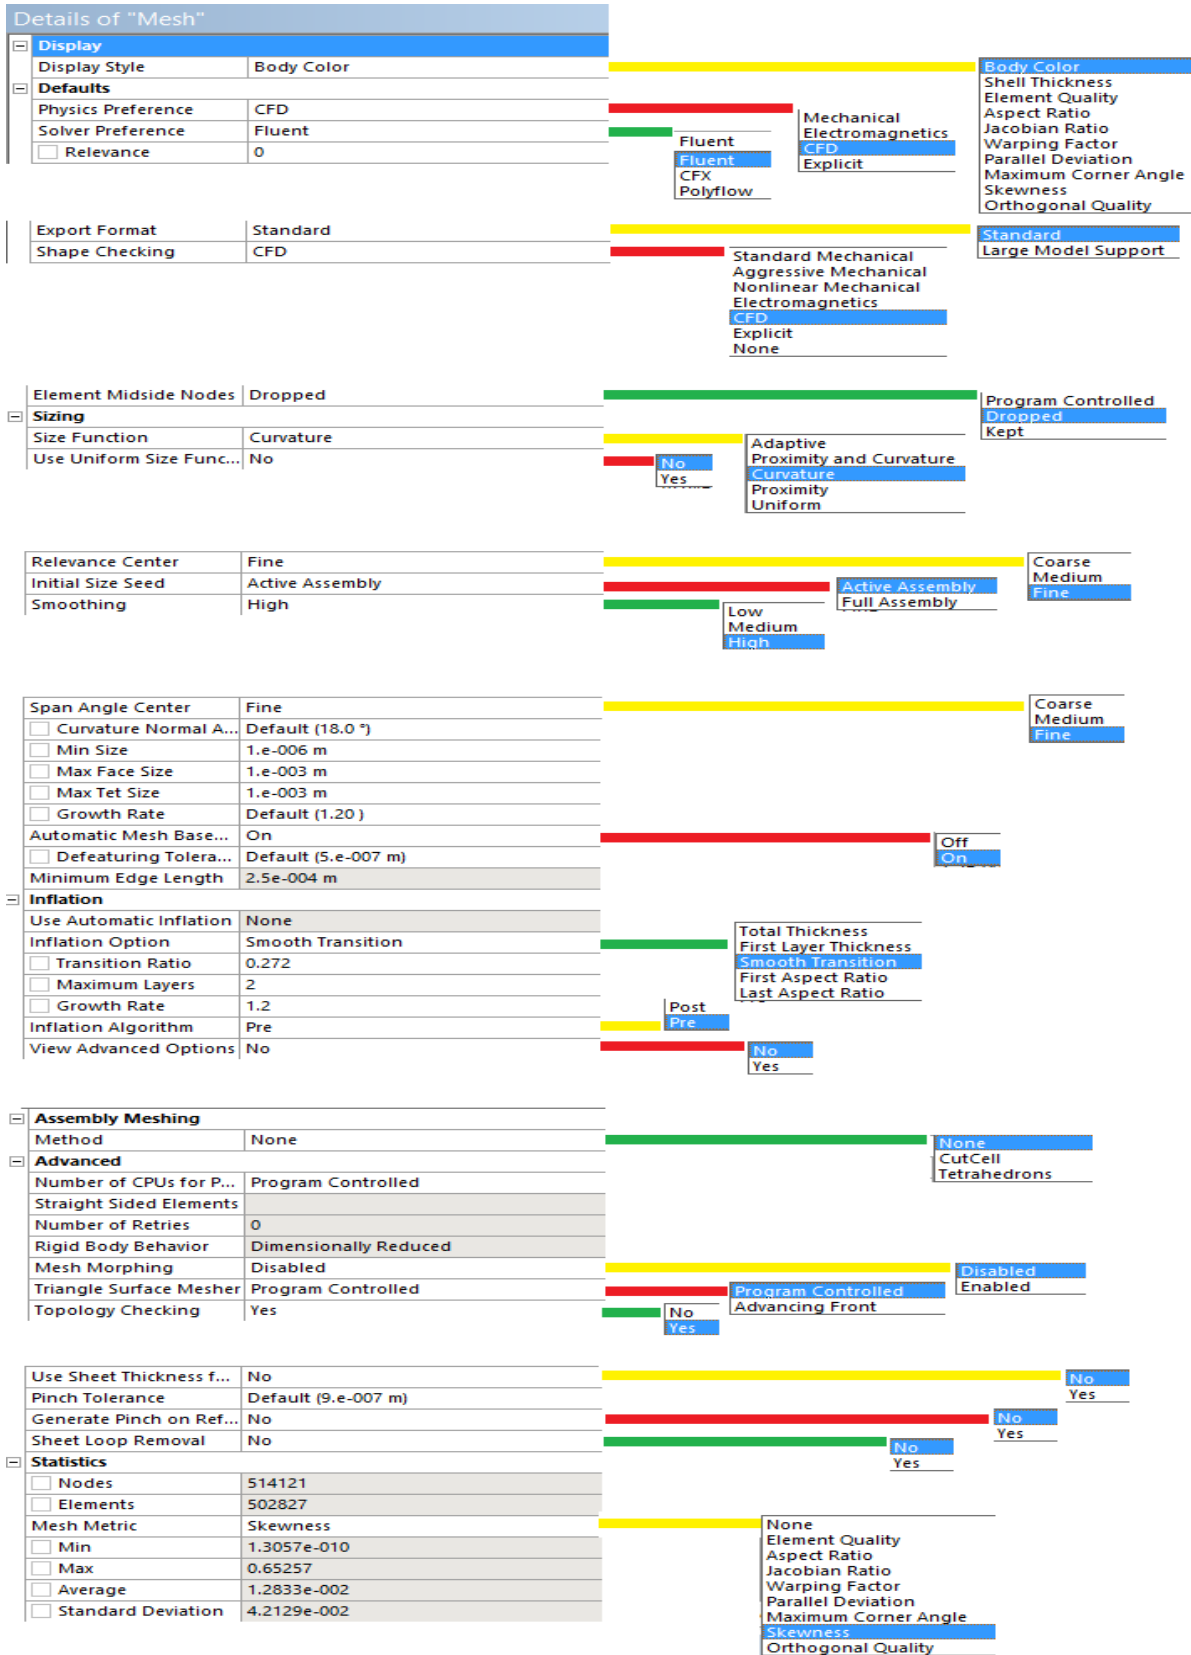 Details of "Mesh"
Display
Display Style Body Color
Body Color
Shell Thickness
Element Quality
Aspect Ratio
Jacobian Ratio
Warping Factor
Parallel Deviation
Maximum Corner Angle
Skewness
Orthogonal Quality
Defaults
Physics Preference CFD
Mechanical
Electromagnetics
CFD
Explicit
Solver Preference Fluent
Fluent
Fluent
CFX
Polyflow
Relevance 0
Export Format Standard
Standard
Large Model Support
Shape Checking CFD
Standard Mechanical
Aggressive Mechanical
Nonlinear Mechanical
Electromagnetics
CFD
Explicit
None
Element Midside Nodes Dropped
Program Controlled
Dropped
Kept
Sizing
Size Function Curvature
Adaptive
Proximity and Curvature
Curvature
Proximity
Uniform
Use Uniform Size Func... No
No
Yes
Relevance Center Fine
Coarse
Medium
Fine
Initial Size Seed Active Assembly
Active Assembly
Full Assembly
Smoothing High
Low
Medium
High
Span Angle Center Fine
Coarse
Medium
Fine
Curvature Normal A... Default (18.0 °)
Min Size 1.e-006 m
Max Face Size 1.e-003 m
Max Tet Size 1.e-003 m
Growth Rate Default (1.20 )
Automatic Mesh Base... On
Off
On
Defeaturing Tolera... Default (5.e-007 m)
Minimum Edge Length 2.5e-004 m
Inflation
Use Automatic Inflation None
Inflation Option Smooth Transition
Total Thickness
First Layer Thickness
Smooth Transition
First Aspect Ratio
Last Aspect Ratio
Transition Ratio 0.272
Maximum Layers 2
Growth Rate 1.2
Inflation Algorithm Pre
Post
Pre
View Advanced Options No
No
Yes
Assembly Meshing
Method None
None
CutCell
Tetrahedrons
Advanced
Number of CPUs for P... Program Controlled
Straight Sided Elements
Number of Retries 0
Rigid Body Behavior Dimensionally Reduced
Mesh Morphing Disabled
Disabled
Enabled
Triangle Surface Mesher Program Controlled
Program Controlled
Advancing Front
Topology Checking Yes
No
Yes
Use Sheet Thickness f... No
No
Yes
Pinch Tolerance Default (9.e-007 m)
Generate Pinch on Ref... No
No
Yes
Sheet Loop Removal No
No
Yes
Statistics
Nodes 514121
Elements 502827
Mesh Metric Skewness
None
Element Quality
Aspect Ratio
Jacobian Ratio
Warping Factor
Parallel Deviation
Maximum Corner Angle
Skewness
Orthogonal Quality
Min 1.3057e-010
Max 0.65257
Average 1.2833e-002
Standard Deviation 4.2129e-002